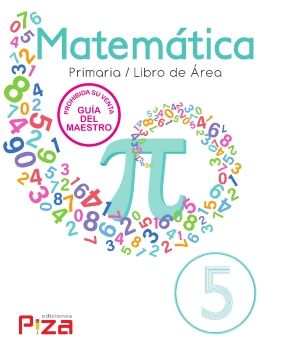 Matemática
Primaria / Libro de Área
PROHIBIDA SU VENTA
GUÍA
DEL
MAESTRO
π
5
ediciones
Piza